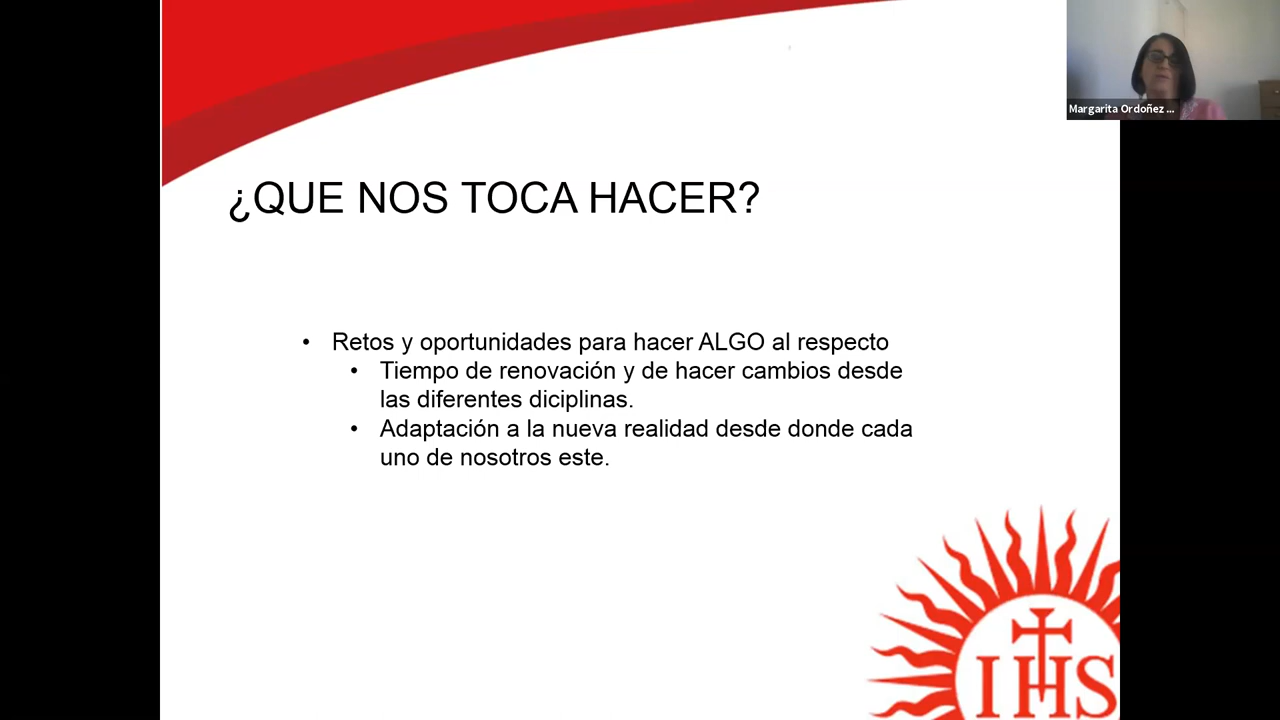 Margarita Ordoñez ...
¿QUE NOS TOCA HACER?
• Retos y oportunidades para hacer ALGO al respecto
• Tiempo de renovación y de hacer cambios desde
las diferentes diciplinas.
• Adaptación a la nueva realidad desde donde cada
uno de nosotros este.
IHS